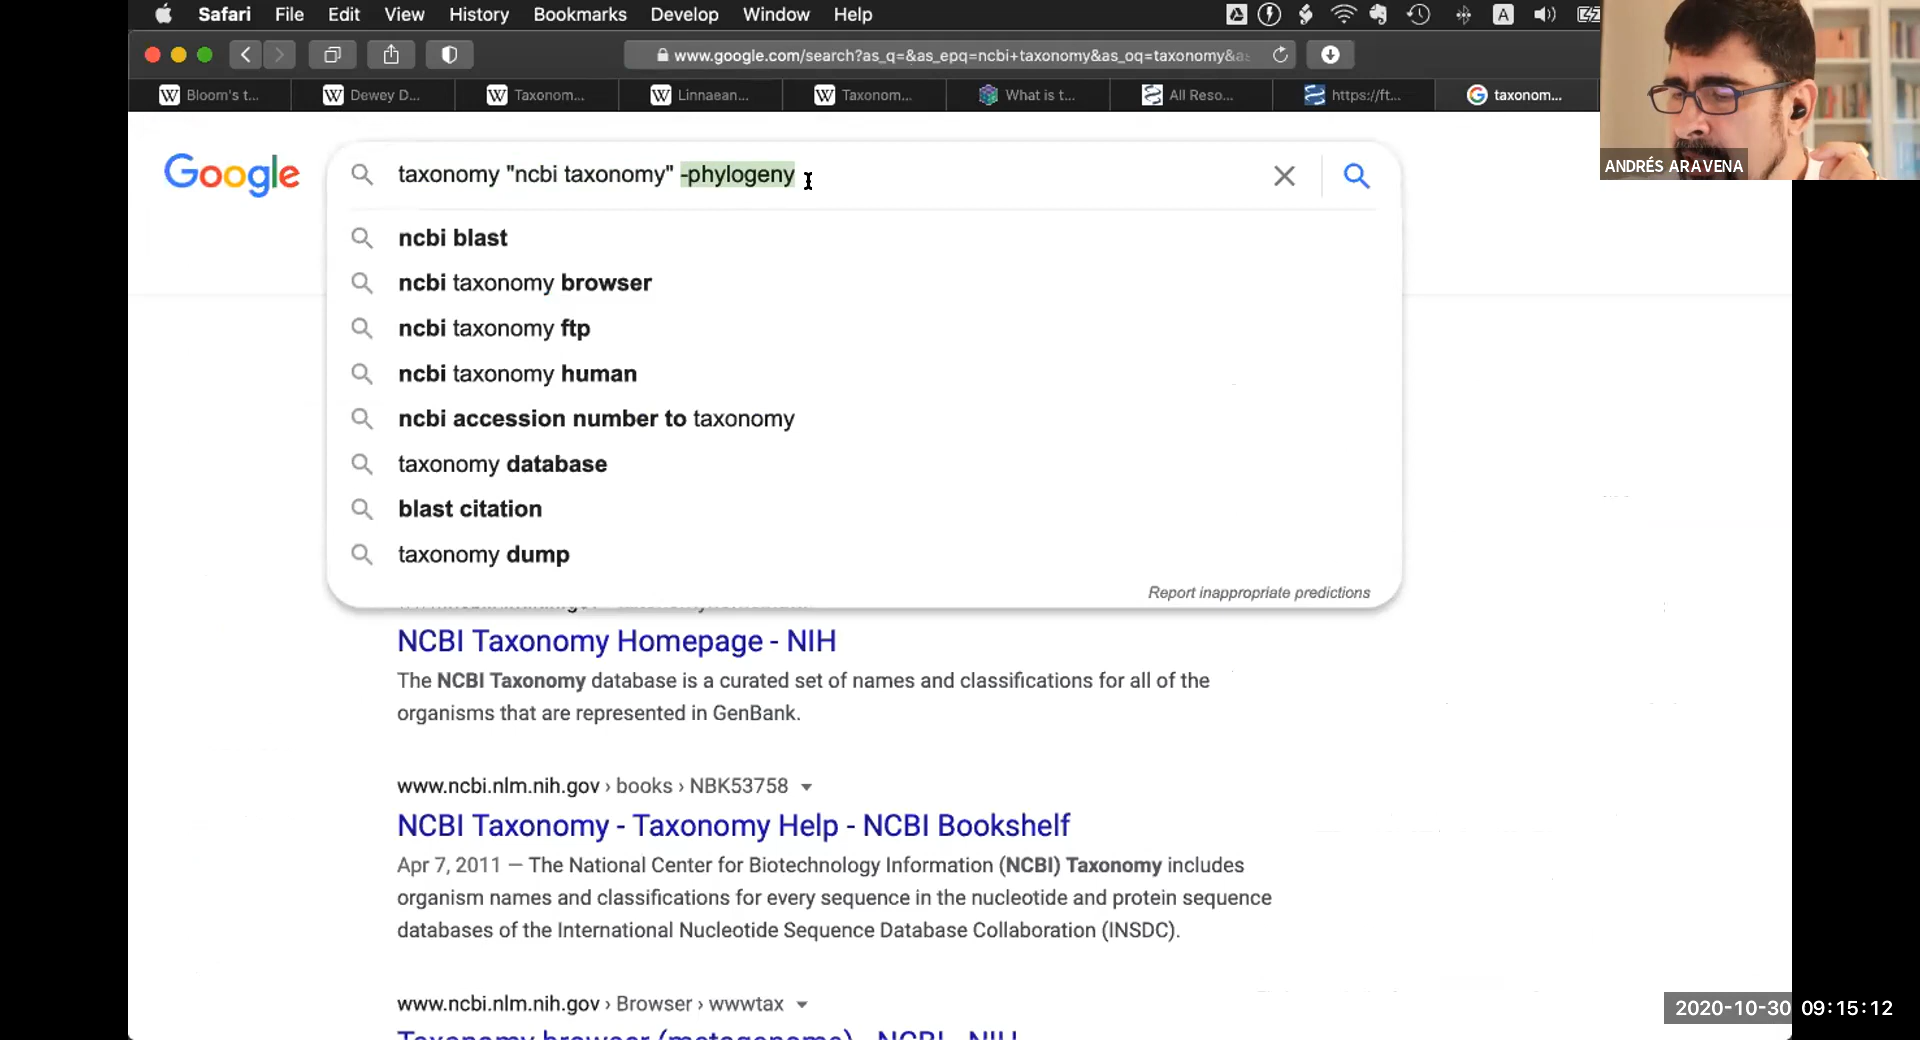 Safari File Edit View History Bookmarks Develop Window Help
A
www.google.com/search?as_q=&as_epq=ncbi+taxonomy&as_oq=taxonomy&as
W Bloom's t... W Dewey D... W Taxonom... W Linnaean... W Taxonom... What is t... All Reso... https://ft... G taxonom...
ANDRÉS ARAVENA
Google
taxonomy "ncbi taxonomy" -phylogeny
ncbi blast
ncbi taxonomy browser
ncbi taxonomy ftp
ncbi taxonomy human
ncbi accession number to taxonomy
taxonomy database
blast citation
taxonomy dump
Report inappropriate predictions
NCBI Taxonomy Homepage - NIH
The NCBI Taxonomy database is a curated set of names and classifications for all of the
organisms that are represented in GenBank.
www.ncbi.nlm.nih.gov › books › NBK53758
NCBI Taxonomy - Taxonomy Help - NCBI Bookshelf
Apr 7, 2011 — The National Center for Biotechnology Information (NCBI) Taxonomy includes
organism names and classifications for every sequence in the nucleotide and protein sequence
databases of the International Nucleotide Sequence Database Collaboration (INSDC).
www.ncbi.nlm.nih.gov › Browser › wwwtax
Taxonomy browser (metagenome) - NCBI - NIH
2020-10-30 09:15:12